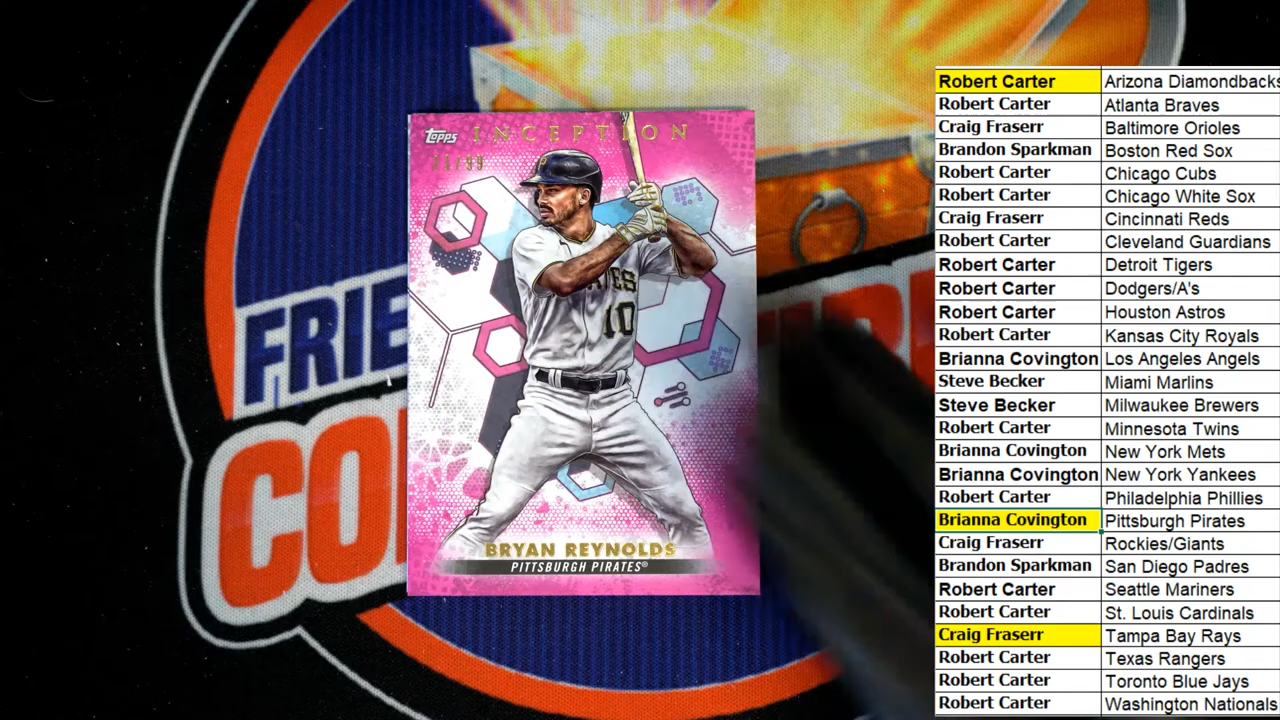 topps INCEPTION
BRYAN REYNOLDS
PITTSBURGH PIRATES®
10
FRIE
CO
Robert Carter Arizona Diamondbacks
Robert Carter Atlanta Braves
Craig Fraserr Baltimore Orioles
Brandon Sparkman Boston Red Sox
Robert Carter Chicago Cubs
Robert Carter Chicago White Sox
Craig Fraserr Cincinnati Reds
Robert Carter Cleveland Guardians
Robert Carter Detroit Tigers
Robert Carter Dodgers/A's
Robert Carter Houston Astros
Robert Carter Kansas City Royals
Brianna Covington Los Angeles Angels
Steve Becker Miami Marlins
Steve Becker Milwaukee Brewers
Robert Carter Minnesota Twins
Brianna Covington New York Mets
Brianna Covington New York Yankees
Robert Carter Philadelphia Phillies
Brianna Covington Pittsburgh Pirates
Craig Fraserr Rockies/Giants
Brandon Sparkman San Diego Padres
Robert Carter Seattle Mariners
Robert Carter St. Louis Cardinals
Craig Fraserr Tampa Bay Rays
Robert Carter Texas Rangers
Robert Carter Toronto Blue Jays
Robert Carter Washington Nationals